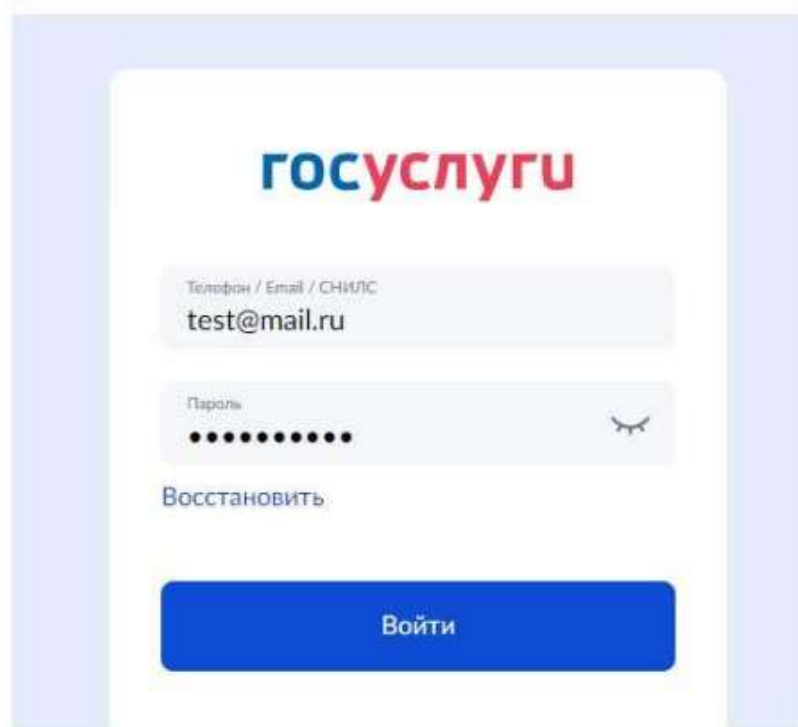 госуслуги
Телефон / Email / СНИЛС
test@mail.ru
Пароль
••••••••••
Восстановить
Войти